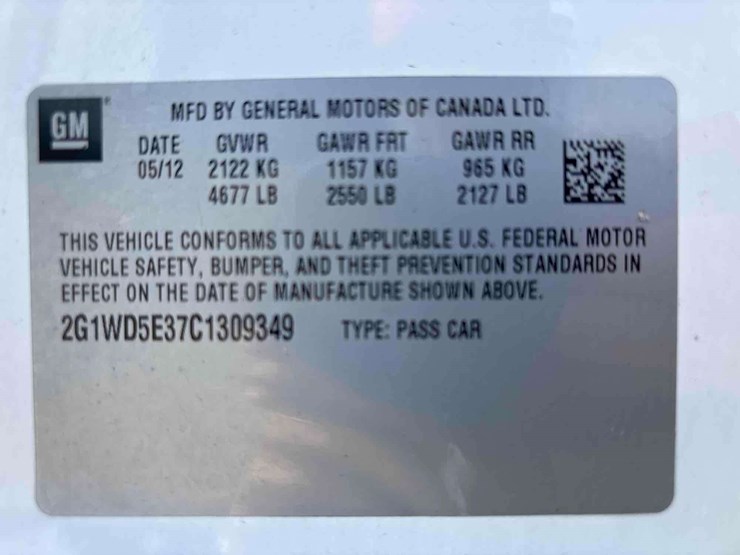 GM
MFD BY GENERAL MOTORS OF CANADA LTD.
DATE GVWR GAWR FRT GAWR RR
05/12 2122 KG 1157 KG 965 KG
4677 LB 2550 LB 2127 LB
THIS VEHICLE CONFORMS TO ALL APPLICABLE U.S. FEDERAL MOTOR
VEHICLE SAFETY, BUMPER, AND THEFT PREVENTION STANDARDS IN
EFFECT ON THE DATE OF MANUFACTURE SHOWN ABOVE.
2G1WD5E37C1309349 TYPE: PASS CAR